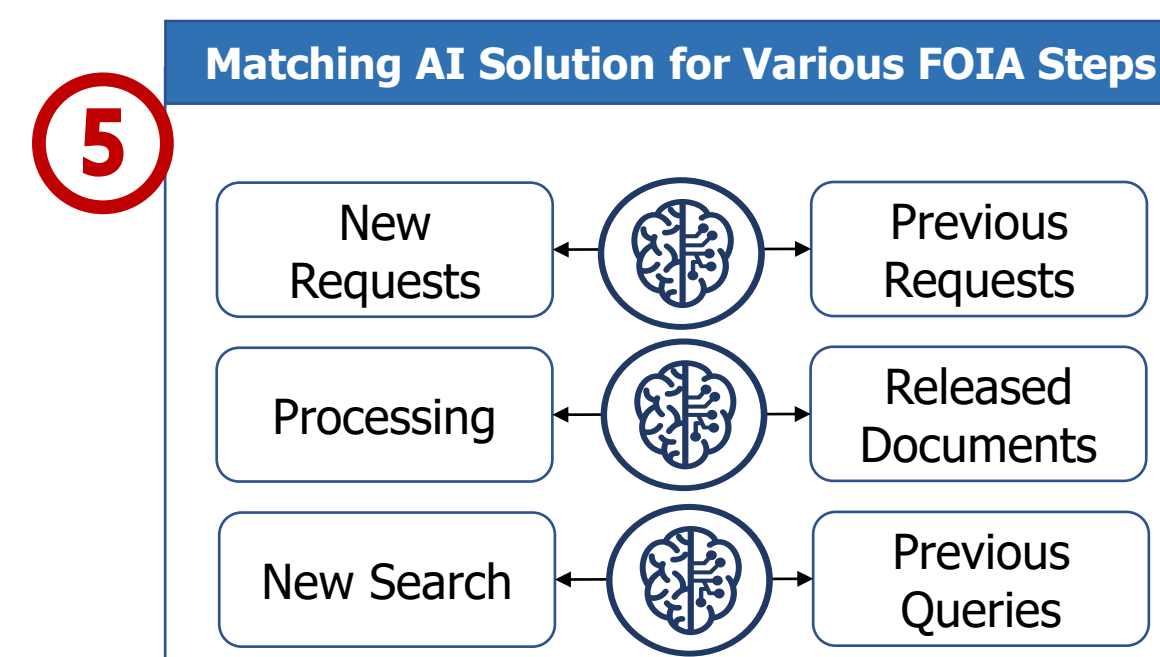 Matching AI Solution for Various FOIA Steps
5
New
Requests
Previous
Requests
Processing
Released
Documents
New Search
Previous
Queries